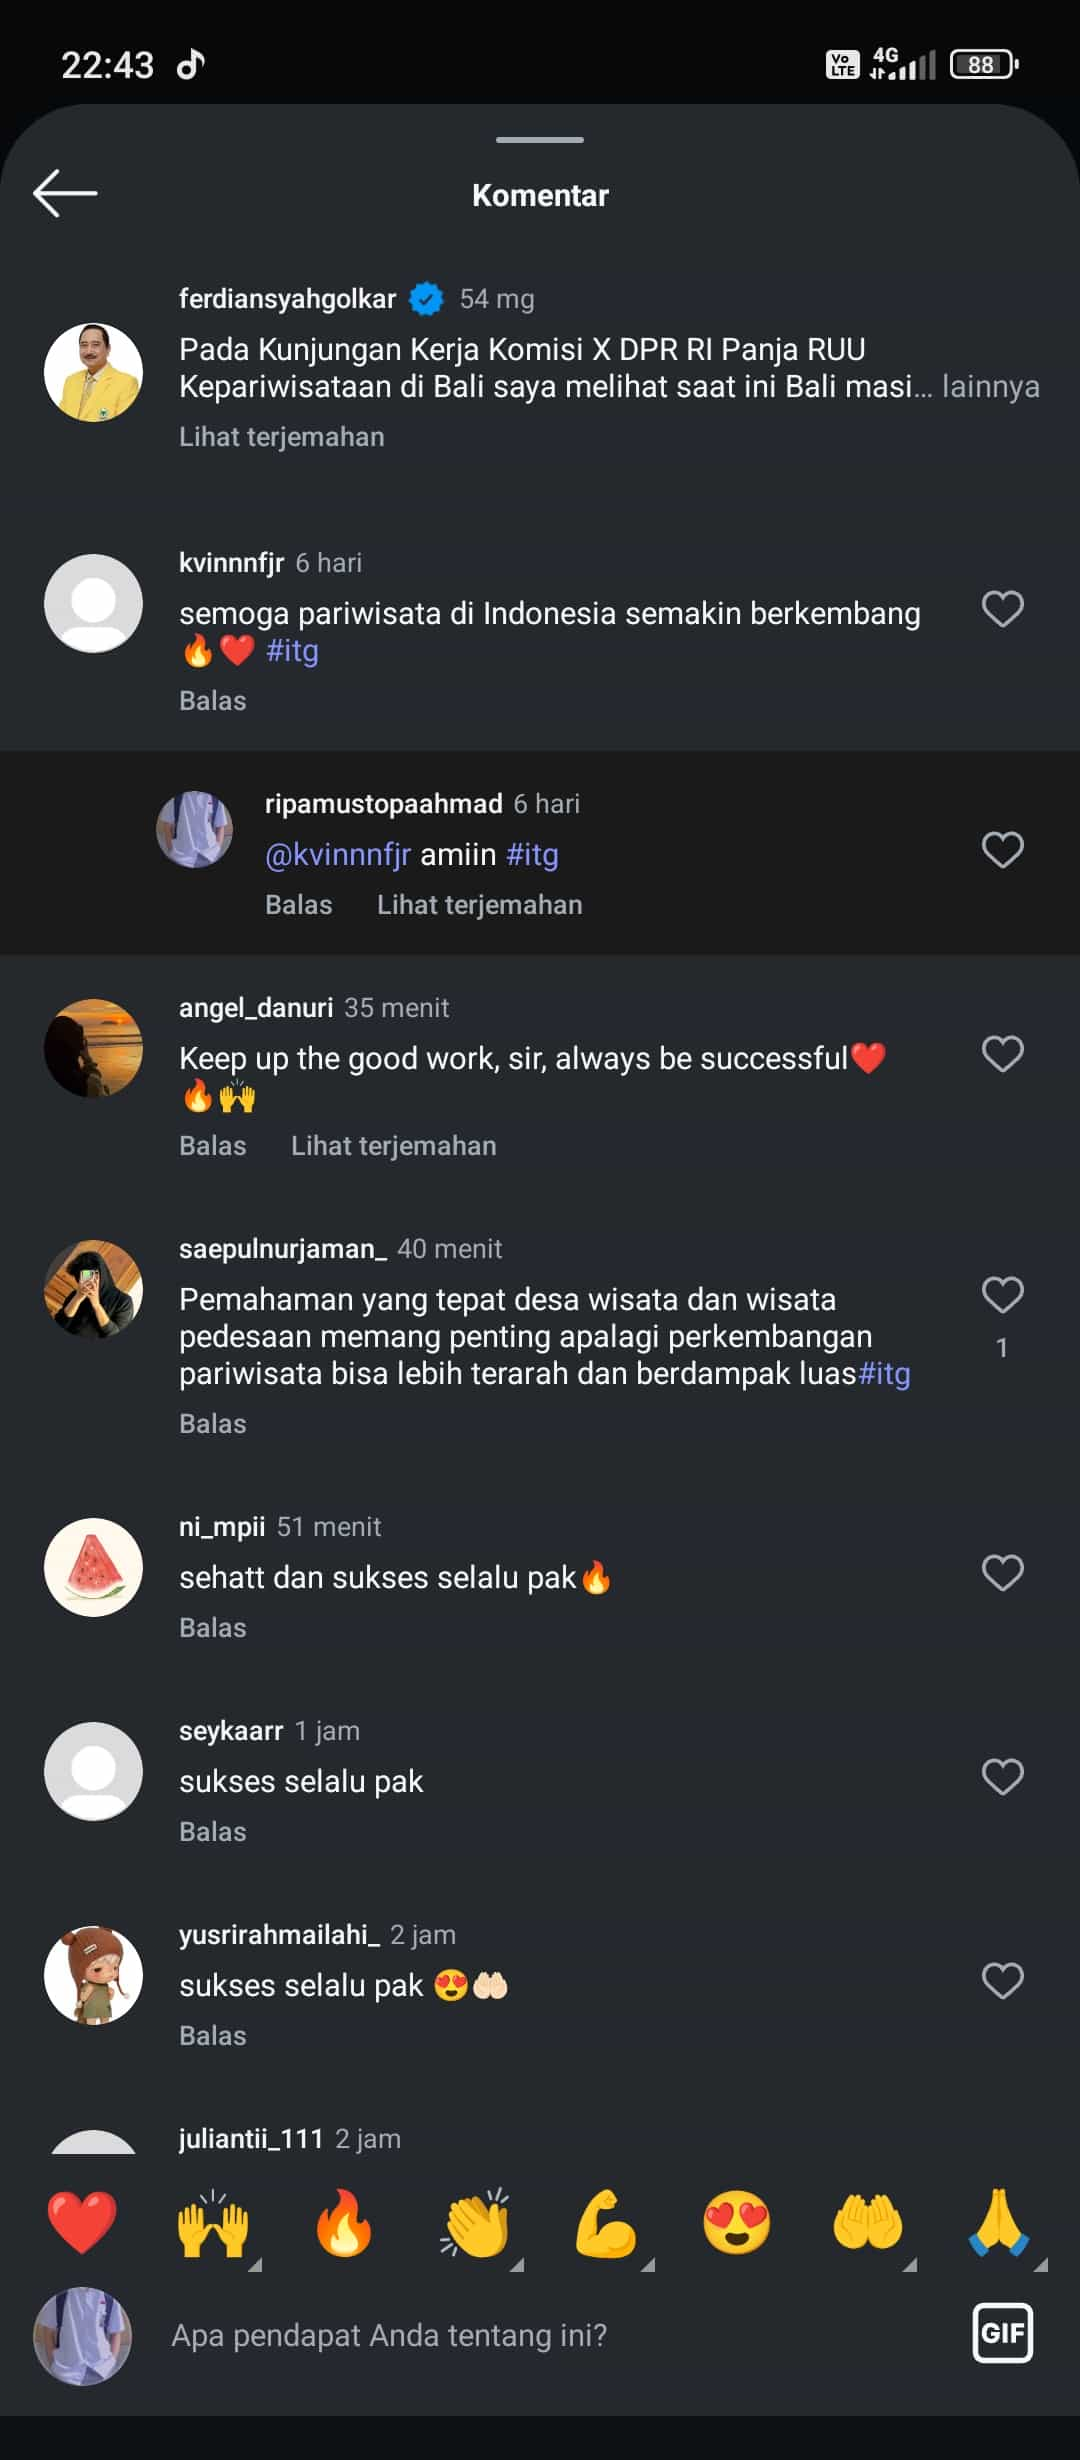 22:43
Vo LTE 4G 88
Komentar
ferdiansyahgolkar 54 mg
Pada Kunjungan Kerja Komisi X DPR RI Panja RUU
Kepariwisataan di Bali saya melihat saat ini Bali masi... lainnya
Lihat terjemahan
kvinnnfjr 6 hari
semoga pariwisata di Indonesia semakin berkembang
🔥❤️ #itg
Balas
ripamustopaahmad 6 hari
@kvinnnfjr amiin #itg
Balas Lihat terjemahan
angel_danuri 35 menit
Keep up the good work, sir, always be successful❤️
🔥🙌
Balas Lihat terjemahan
saepulnurjaman_ 40 menit
Pemahaman yang tepat desa wisata dan wisata
pedesaan memang penting apalagi perkembangan
pariwisata bisa lebih terarah dan berdampak luas#itg
1
Balas
ni_mpii 51 menit
sehatt dan sukses selalu pak🔥
Balas
seykaarr 1 jam
sukses selalu pak
Balas
yusrirahmailahi_ 2 jam
sukses selalu pak 😍🤲🏻
Balas
juliantii_111 2 jam
Apa pendapat Anda tentang ini?
GIF